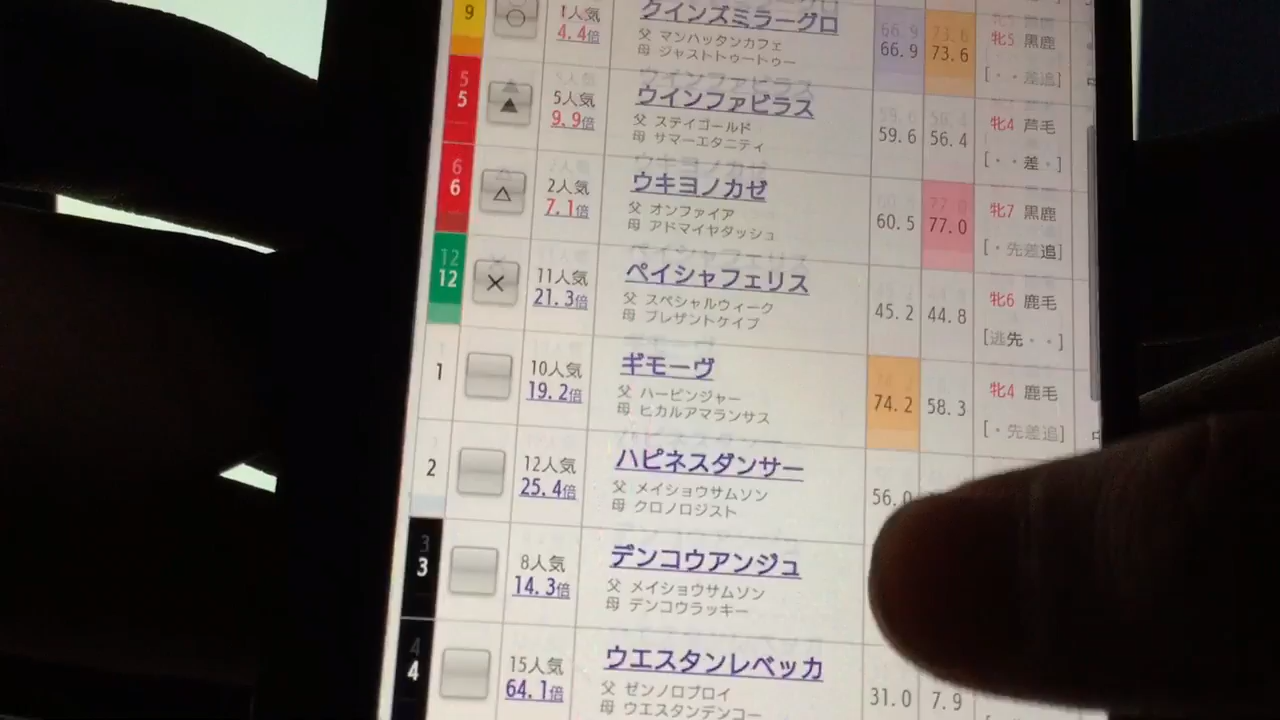 9 ○ 1人気 4.4倍 クインズミラーグロ 66.9 73.6 牝5 黒鹿
父 マンハッタンカフェ
母 ジャストトゥートゥー
[・・差追]
5 ▲ 5人気 9.9倍 ウインファビラス 59.6 56.4 牝4 芦毛
父 ステイゴールド
母 サマーエタニティ
[・・差・]
6 △ 2人気 7.1倍 ウキヨノカゼ 60.5 77.0 牝7 黒鹿
父 オンファイア
母 アドマイヤダッシュ
[・先差追]
12 × 11人気 21.3倍 ペイシャフェリス 45.2 44.8 牝6 鹿毛
父 スペシャルウィーク
母 プレザントケイプ
[逃先・・]
1 10人気 19.2倍 ギモーヴ 74.2 58.3 牝4 鹿毛
父 ハービンジャー
母 ヒカルアマランサス
[・先差追]
2 12人気 25.4倍 ハピネスダンサー 56.0
父 メイショウサムソン
母 クロノロジスト
3 8人気 14.3倍 デンコウアンジュ
父 メイショウサムソン
母 デンコウラッキー
4 15人気 64.1倍 ウエスタンレベッカ 31.0 7.9
父 ゼンノロブロイ
母 ウエスタンデンコー